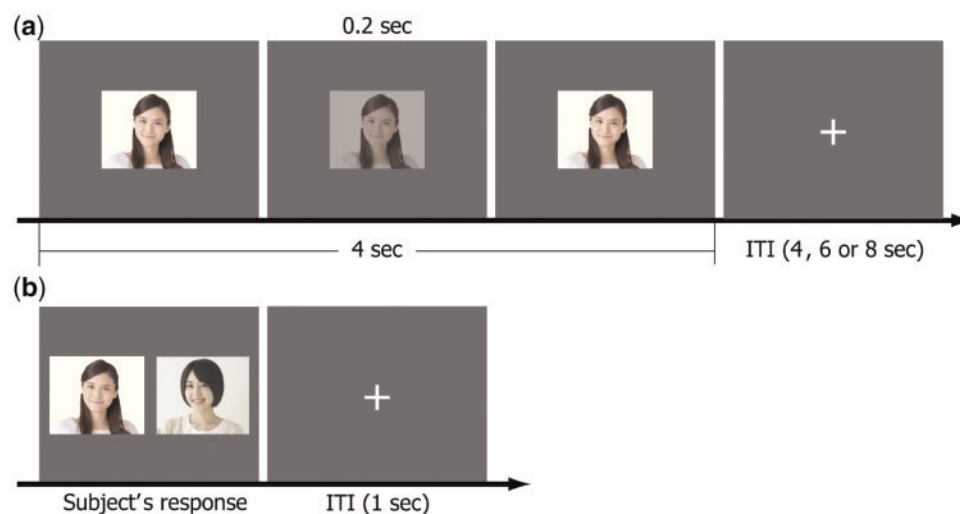 (a)
0.2 sec
4 sec
ITI (4, 6 or 8 sec)
(b)
Subject's response
ITI (1 sec)